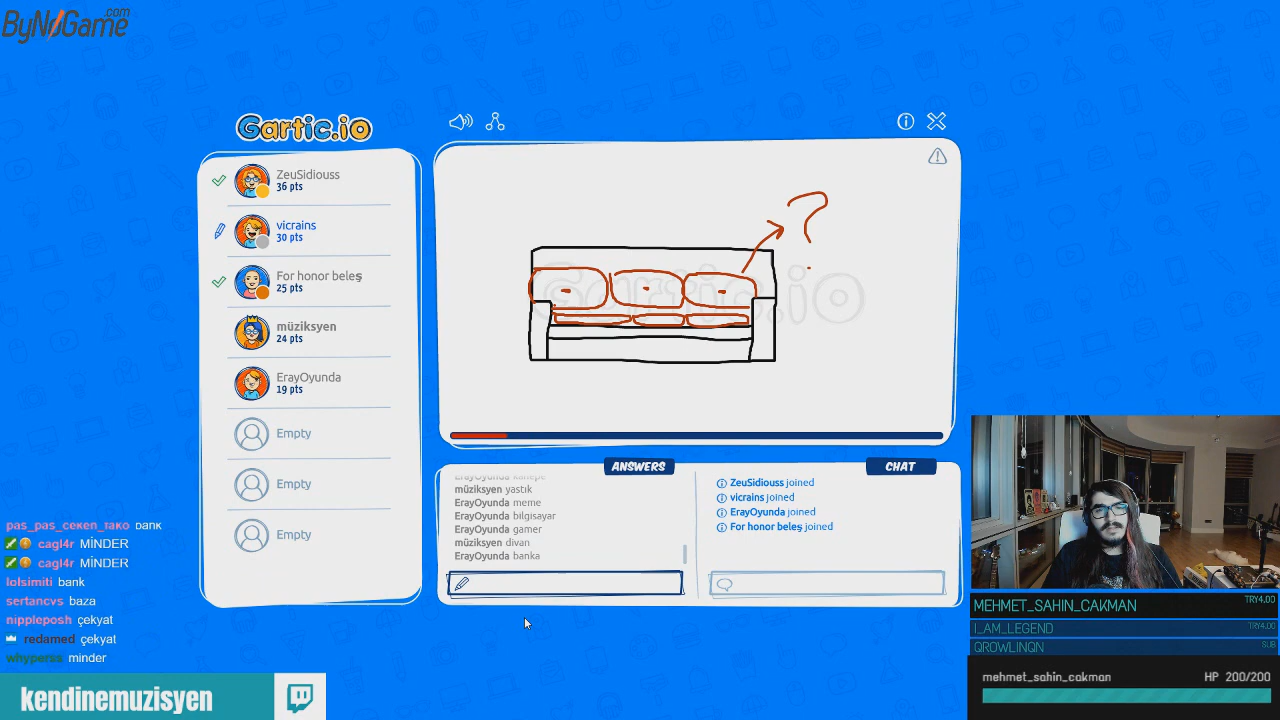 ByNoGame
.com
Gartic.io
ZeuSidiouss
36 pts
vicrains
30 pts
For honor beleş
25 pts
müziksyen
24 pts
ErayOyunda
19 pts
Empty
Empty
Empty
?
Gartic.io
ANSWERS
müziksyen yastık
ErayOyunda meme
ErayOyunda bilgisayar
ErayOyunda gamer
müziksyen divan
ErayOyunda banka
CHAT
ZeuSidiouss joined
vicrains joined
ErayOyunda joined
For honor beleş joined
pas_pas_ceken_tako bank
cagl4r MİNDER
cagl4r MİNDER
lolsimiti bank
sertancvs baza
nippleposh çekyat
redamed çekyat
whyperss minder
kendinemuzisyen
MEHMET_SAHIN_CAKMAN TRY4.00
I_AM_LEGEND TRY4.00
QROWLINQN SUB
mehmet_sahin_cakman HP 200/200